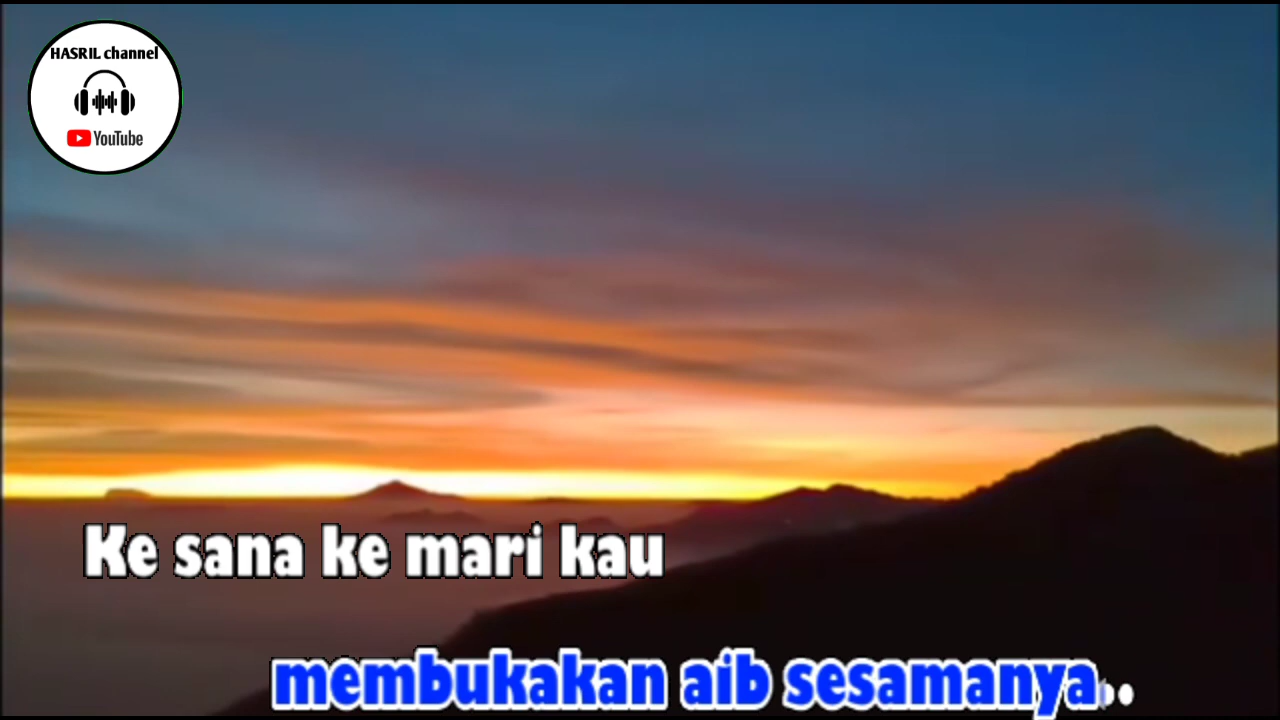 HASRIL channel
YouTube
Ke sana ke mari kau
membukakan aib sesamanya..